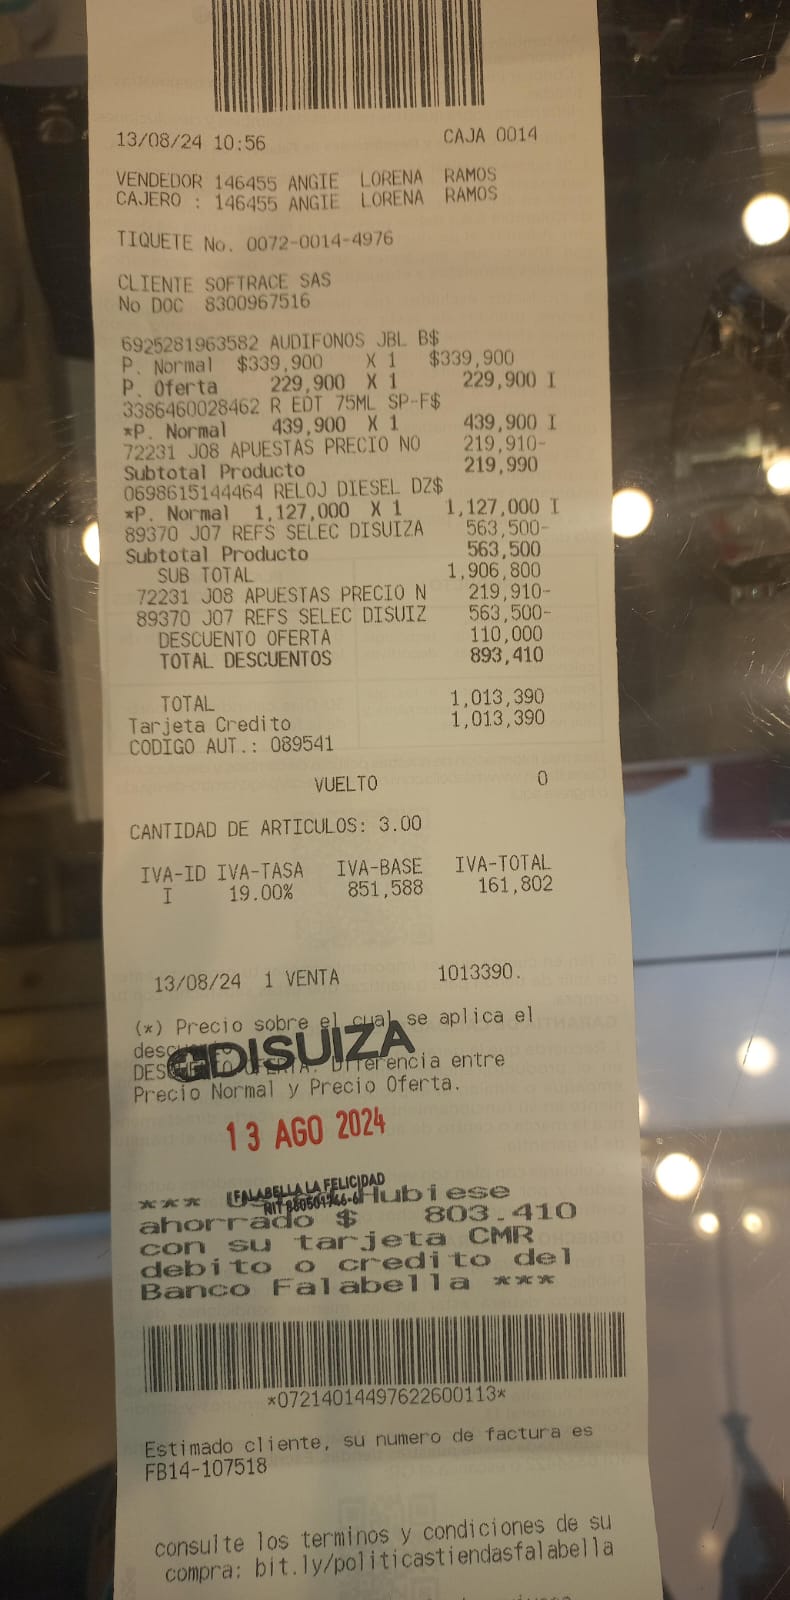 13/08/24 10:56 CAJA 0014
VENDEDOR 146455 ANGIE LORENA RAMOS
CAJERO : 146455 ANGIE LORENA RAMOS
TIQUETE No. 0072-0014-4976
CLIENTE SOFTRACE SAS
No DOC 8300967516
6925281963582 AUDIFONOS JBL B$
P. Normal $339,900 X 1 $339,900
P. Oferta 229,900 X 1 229,900 I
3386460028462 R EDT 75ML SP-F$
*P. Normal 439,900 X 1 439,900 I
72231 J08 APUESTAS PRECIO NO 219,910-
Subtotal Producto 219,990
0698615144464 RELOJ DIESEL DZ$
*P. Normal 1,127,000 X 1 1,127,000 I
89370 J07 REFS SELEC DISUIZA 563,500-
Subtotal Producto 563,500
SUB TOTAL 1,906,800
72231 J08 APUESTAS PRECIO N 219,910-
89370 J07 REFS SELEC DISUIZ 563,500-
DESCUENTO OFERTA 110,000
TOTAL DESCUENTOS 893,410
TOTAL 1,013,390
Tarjeta Credito 1,013,390
CODIGO AUT.: 089541
VUELTO 0
CANTIDAD DE ARTICULOS: 3.00
IVA-ID IVA-TASA IVA-BASE IVA-TOTAL
I 19.00% 851,588 161,802
13/08/24 1 VENTA 1013390.
(*) Precio sobre el cual se aplica el
DISUIZA
OFERTA: Diferencia entre
Precio Normal y Precio Oferta.
13 AGO 2024
FALABELLA LA FELICIDAD
*** Hubiese
ahorrado $ 803.410
con su tarjeta CMR
debito o credito del
Banco Falabella ***
*07214014497622600113*
Estimado cliente, su numero de factura es
FB14-107518
consulte los terminos y condiciones de su
compra: bit.ly/politicastiendasfalabella